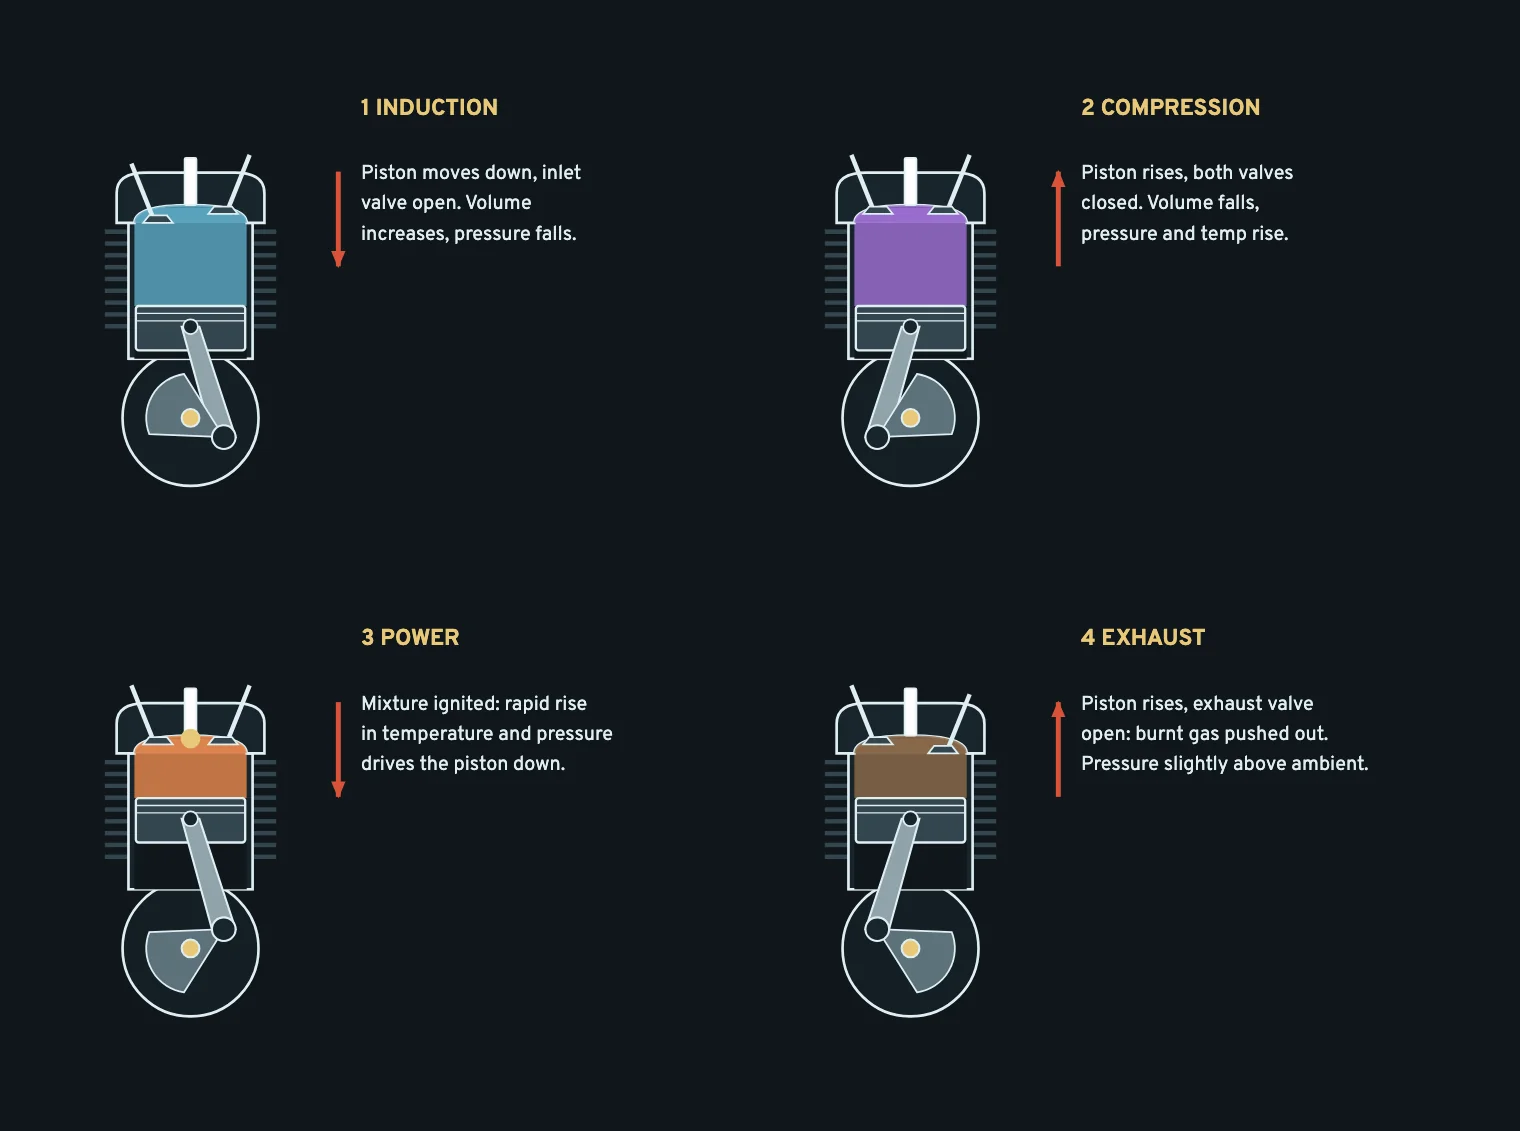 1 INDUCTION
Piston moves down, inlet
valve open. Volume
increases, pressure falls.
2 COMPRESSION
Piston rises, both valves
closed. Volume falls,
pressure and temp rise.
3 POWER
Mixture ignited: rapid rise
in temperature and pressure
drives the piston down.
4 EXHAUST
Piston rises, exhaust valve
open: burnt gas pushed out.
Pressure slightly above ambient.